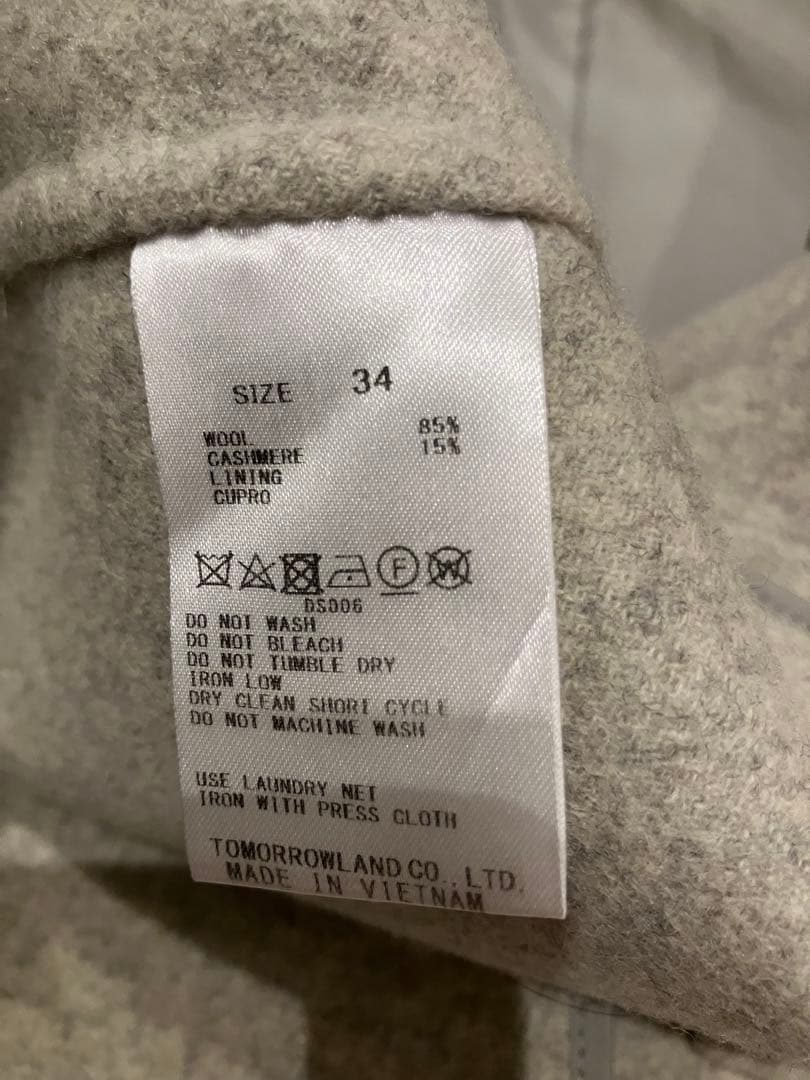 SIZE 34
WOOL 85%
CASHMERE 15%
LINING
CUPRO
F W
DS006
DO NOT WASH
DO NOT BLEACH
DO NOT TUMBLE DRY
IRON LOW
DRY CLEAN SHORT CYCLE
DO NOT MACHINE WASH
USE LAUNDRY NET
IRON WITH PRESS CLOTH
TOMORROWLAND CO., LTD.
MADE IN VIETNAM